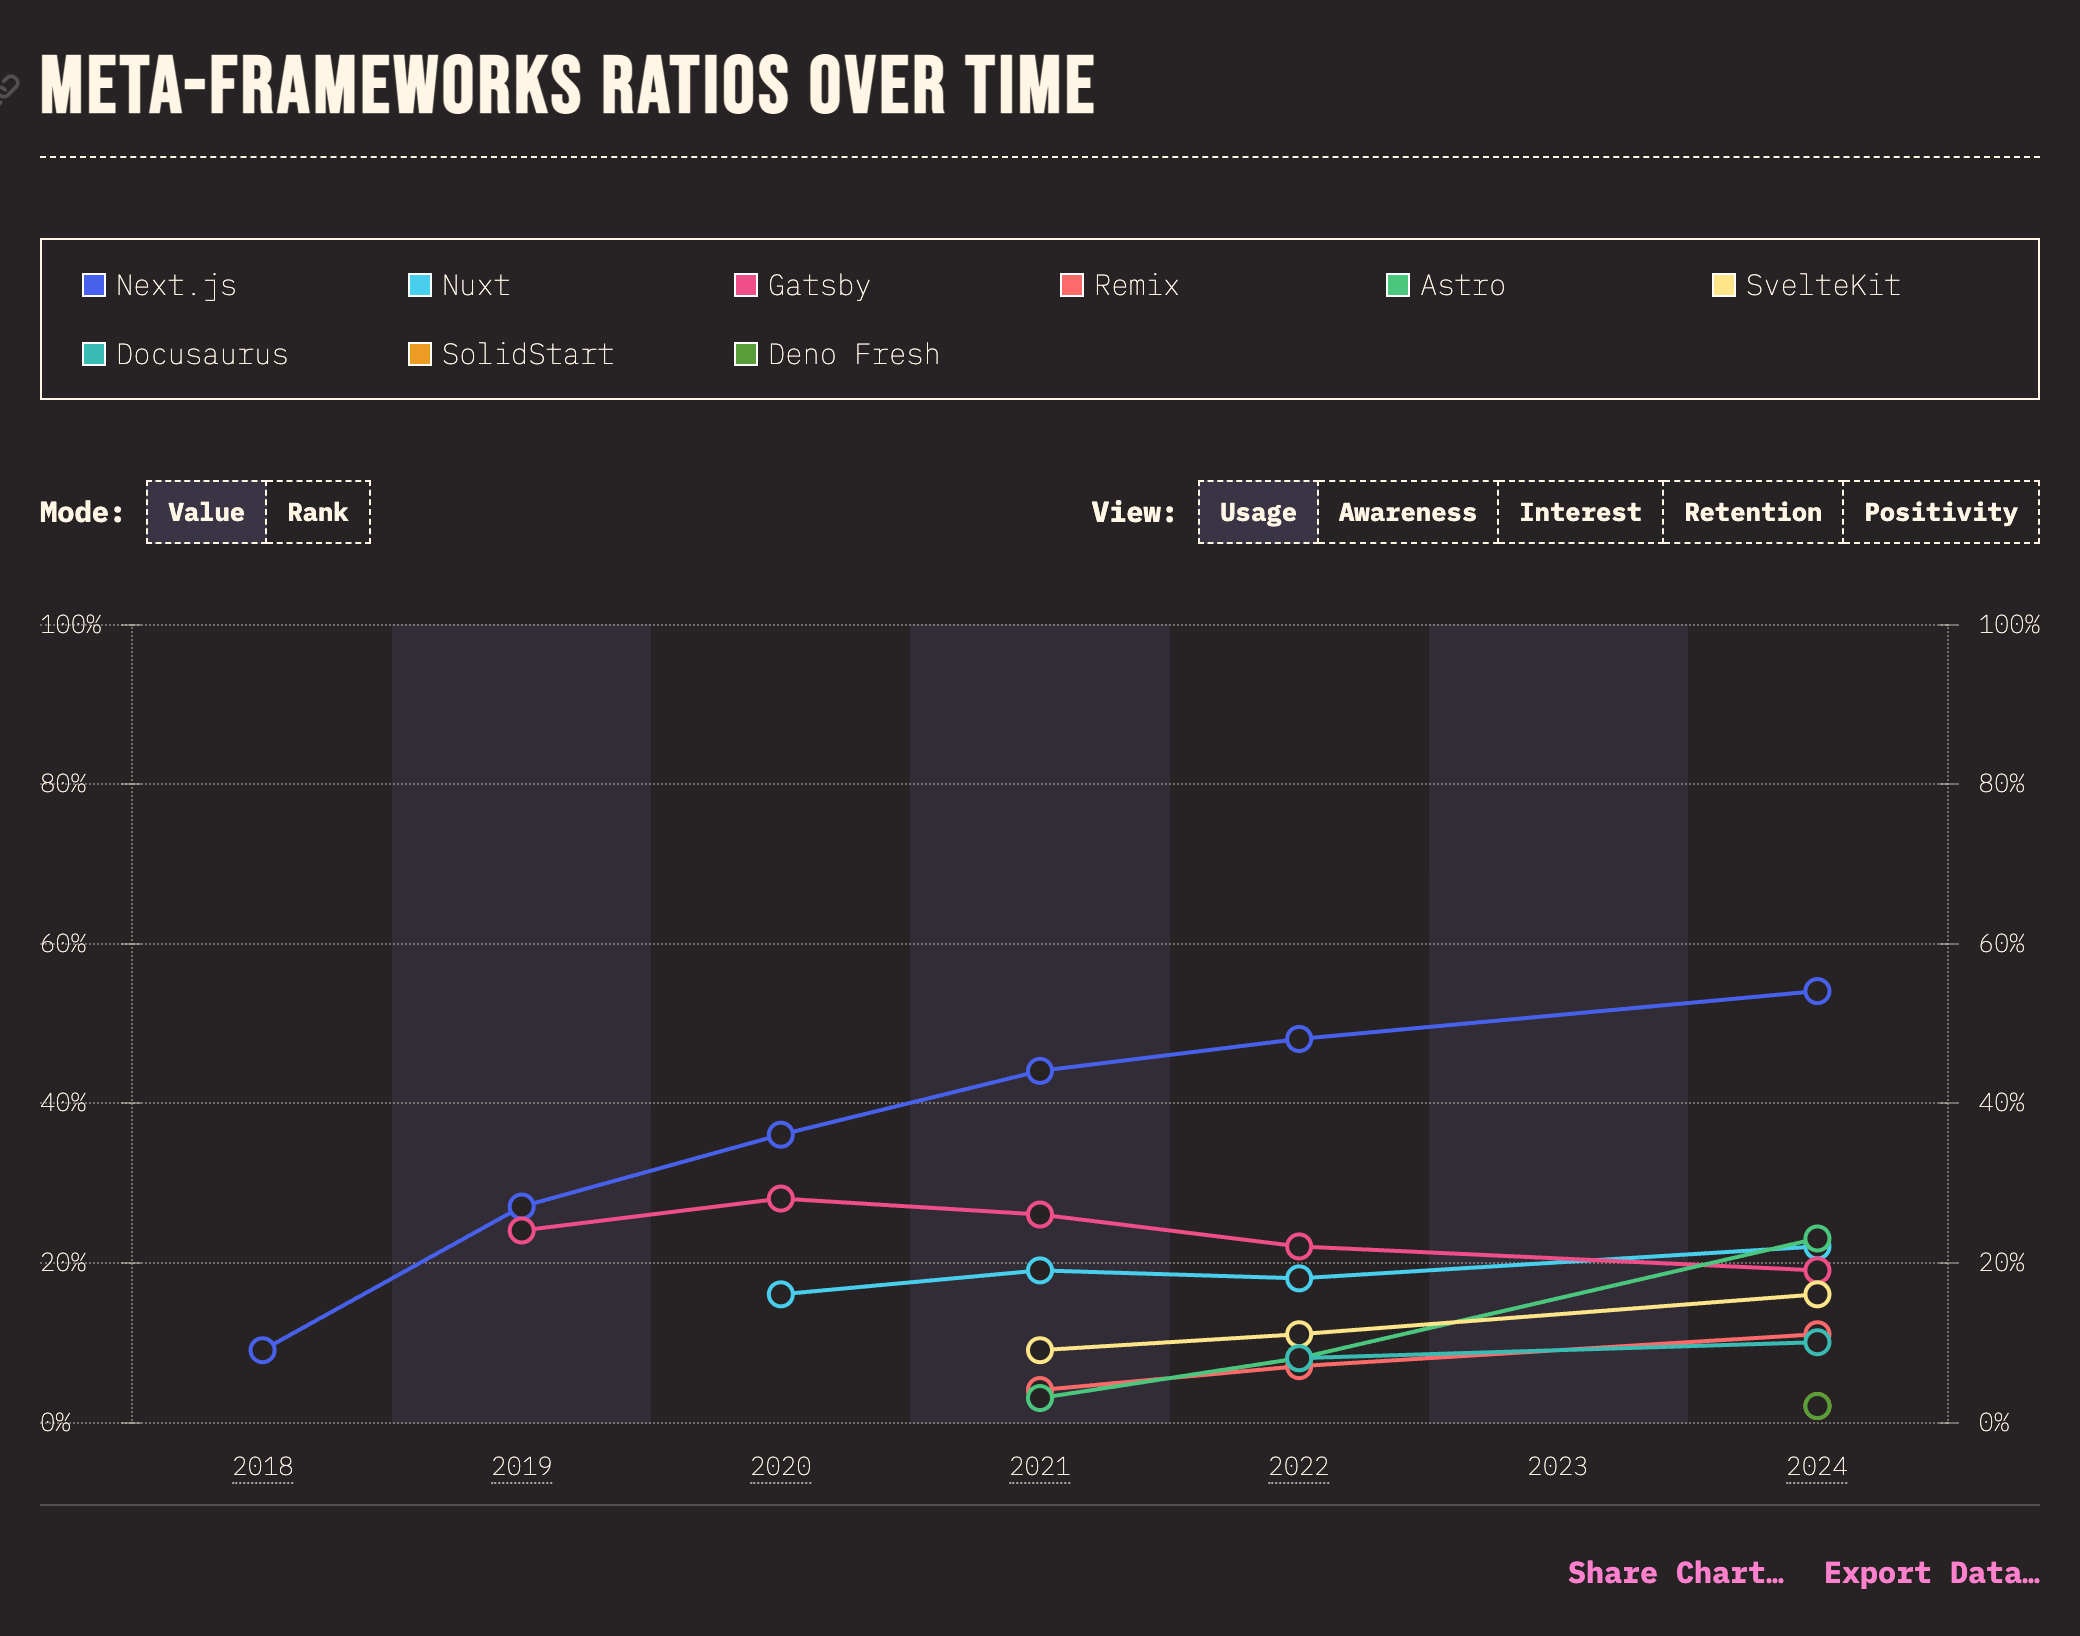 META-FRAMEWORKS RATIOS OVER TIME
Next.js Nuxt Gatsby Remix Astro SvelteKit
Docusaurus SolidStart Deno Fresh
Mode: Value Rank View: Usage Awareness Interest Retention Positivity
100% 100%
80% 80%
60% 60%
40% 40%
20% 20%
0% 0%
2018 2019 2020 2021 2022 2023 2024
Share Chart… Export Data…